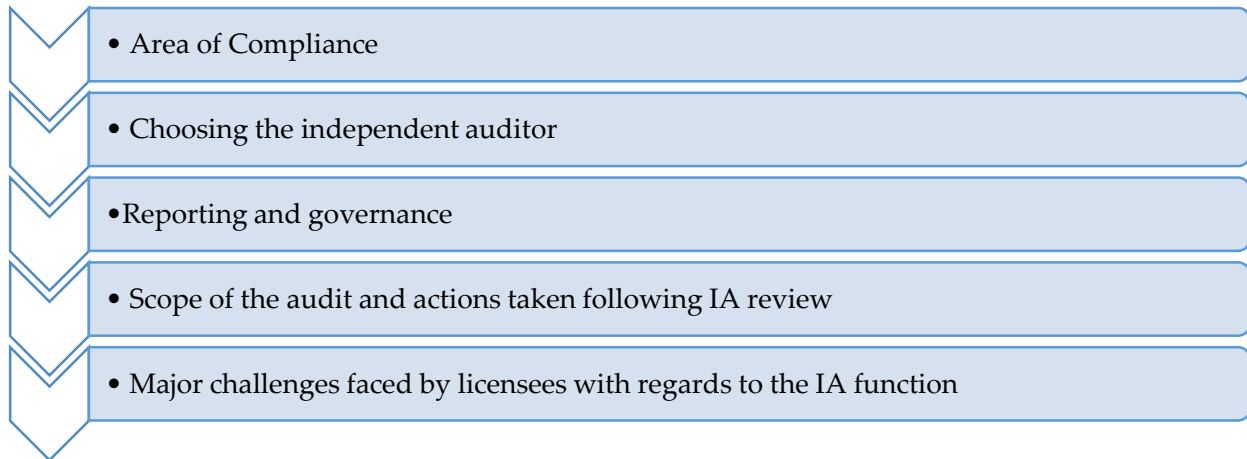 • Area of Compliance
• Choosing the independent auditor
•Reporting and governance
• Scope of the audit and actions taken following IA review
• Major challenges faced by licensees with regards to the IA function